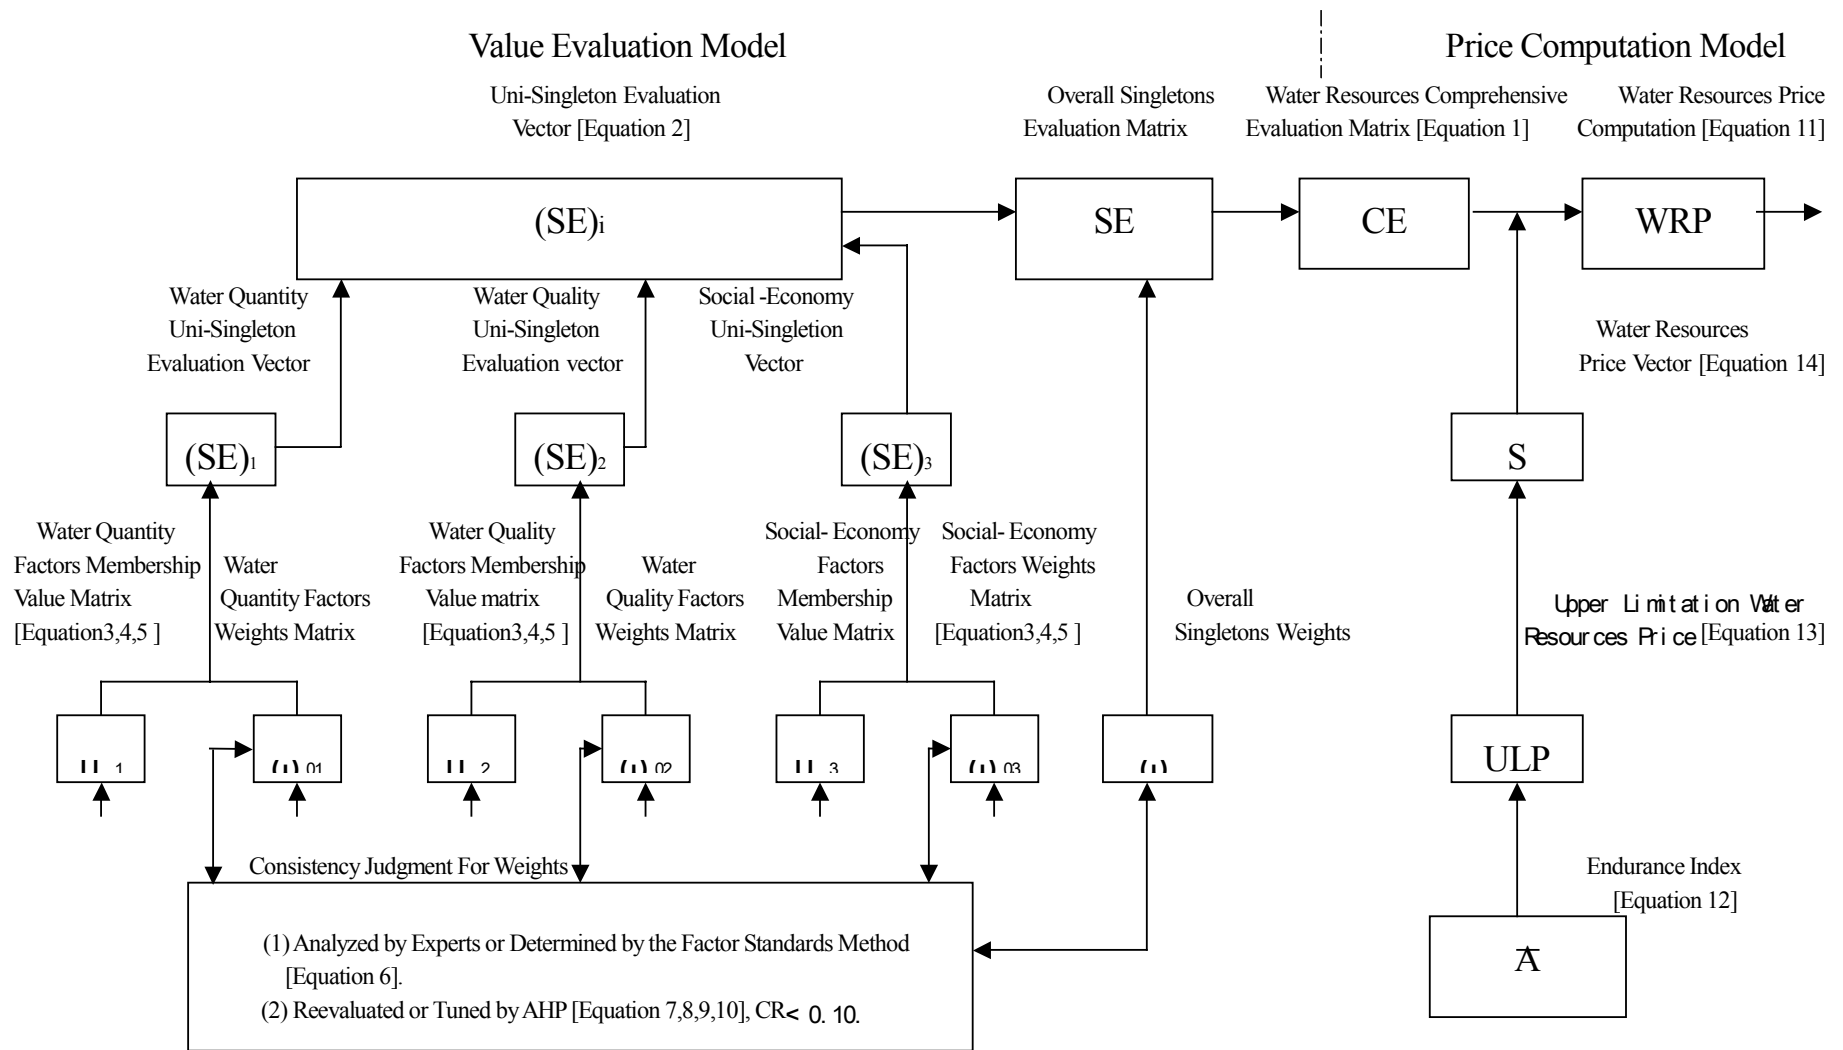 Value Evaluation Model
Price Computation Model
Uni-Singleton Evaluation
Vector [Equation 2]
Overall Singletons
Evaluation Matrix
Water Resources Comprehensive
Evaluation Matrix [Equation 1]
Water Resources Price
Computation [Equation 11]
(SE)i
SE
CE
WRP
Water Quantity
Uni-Singleton
Evaluation Vector
Water Quality
Uni-Singleton
Evaluation vector
Social -Economy
Uni-Singletion
Vector
Water Resources
Price Vector [Equation 14]
(SE)1
(SE)2
(SE)3
S
Water Quantity
Factors Membership
Value Matrix
[Equation3,4,5 ]
Water
Quantity Factors
Weights Matrix
Water Quality
Factors Membership
Value matrix
[Equation3,4,5 ]
Water
Quality Factors
Weights Matrix
Social- Economy
Factors
Membership
Value Matrix
Social- Economy
Factors Weights
Matrix
[Equation3,4,5 ]
Overall
Singletons Weights
Upper Limitation Water
Resources Price [Equation 13]
1
01
2
02
3
03
ULP
Consistency Judgment For Weights
(1) Analyzed by Experts or Determined by the Factor Standards Method
[Equation 6].
(2) Reevaluated or Tuned by AHP [Equation 7,8,9,10], CR< 0. 10.
Endurance Index
[Equation 12]
A̅